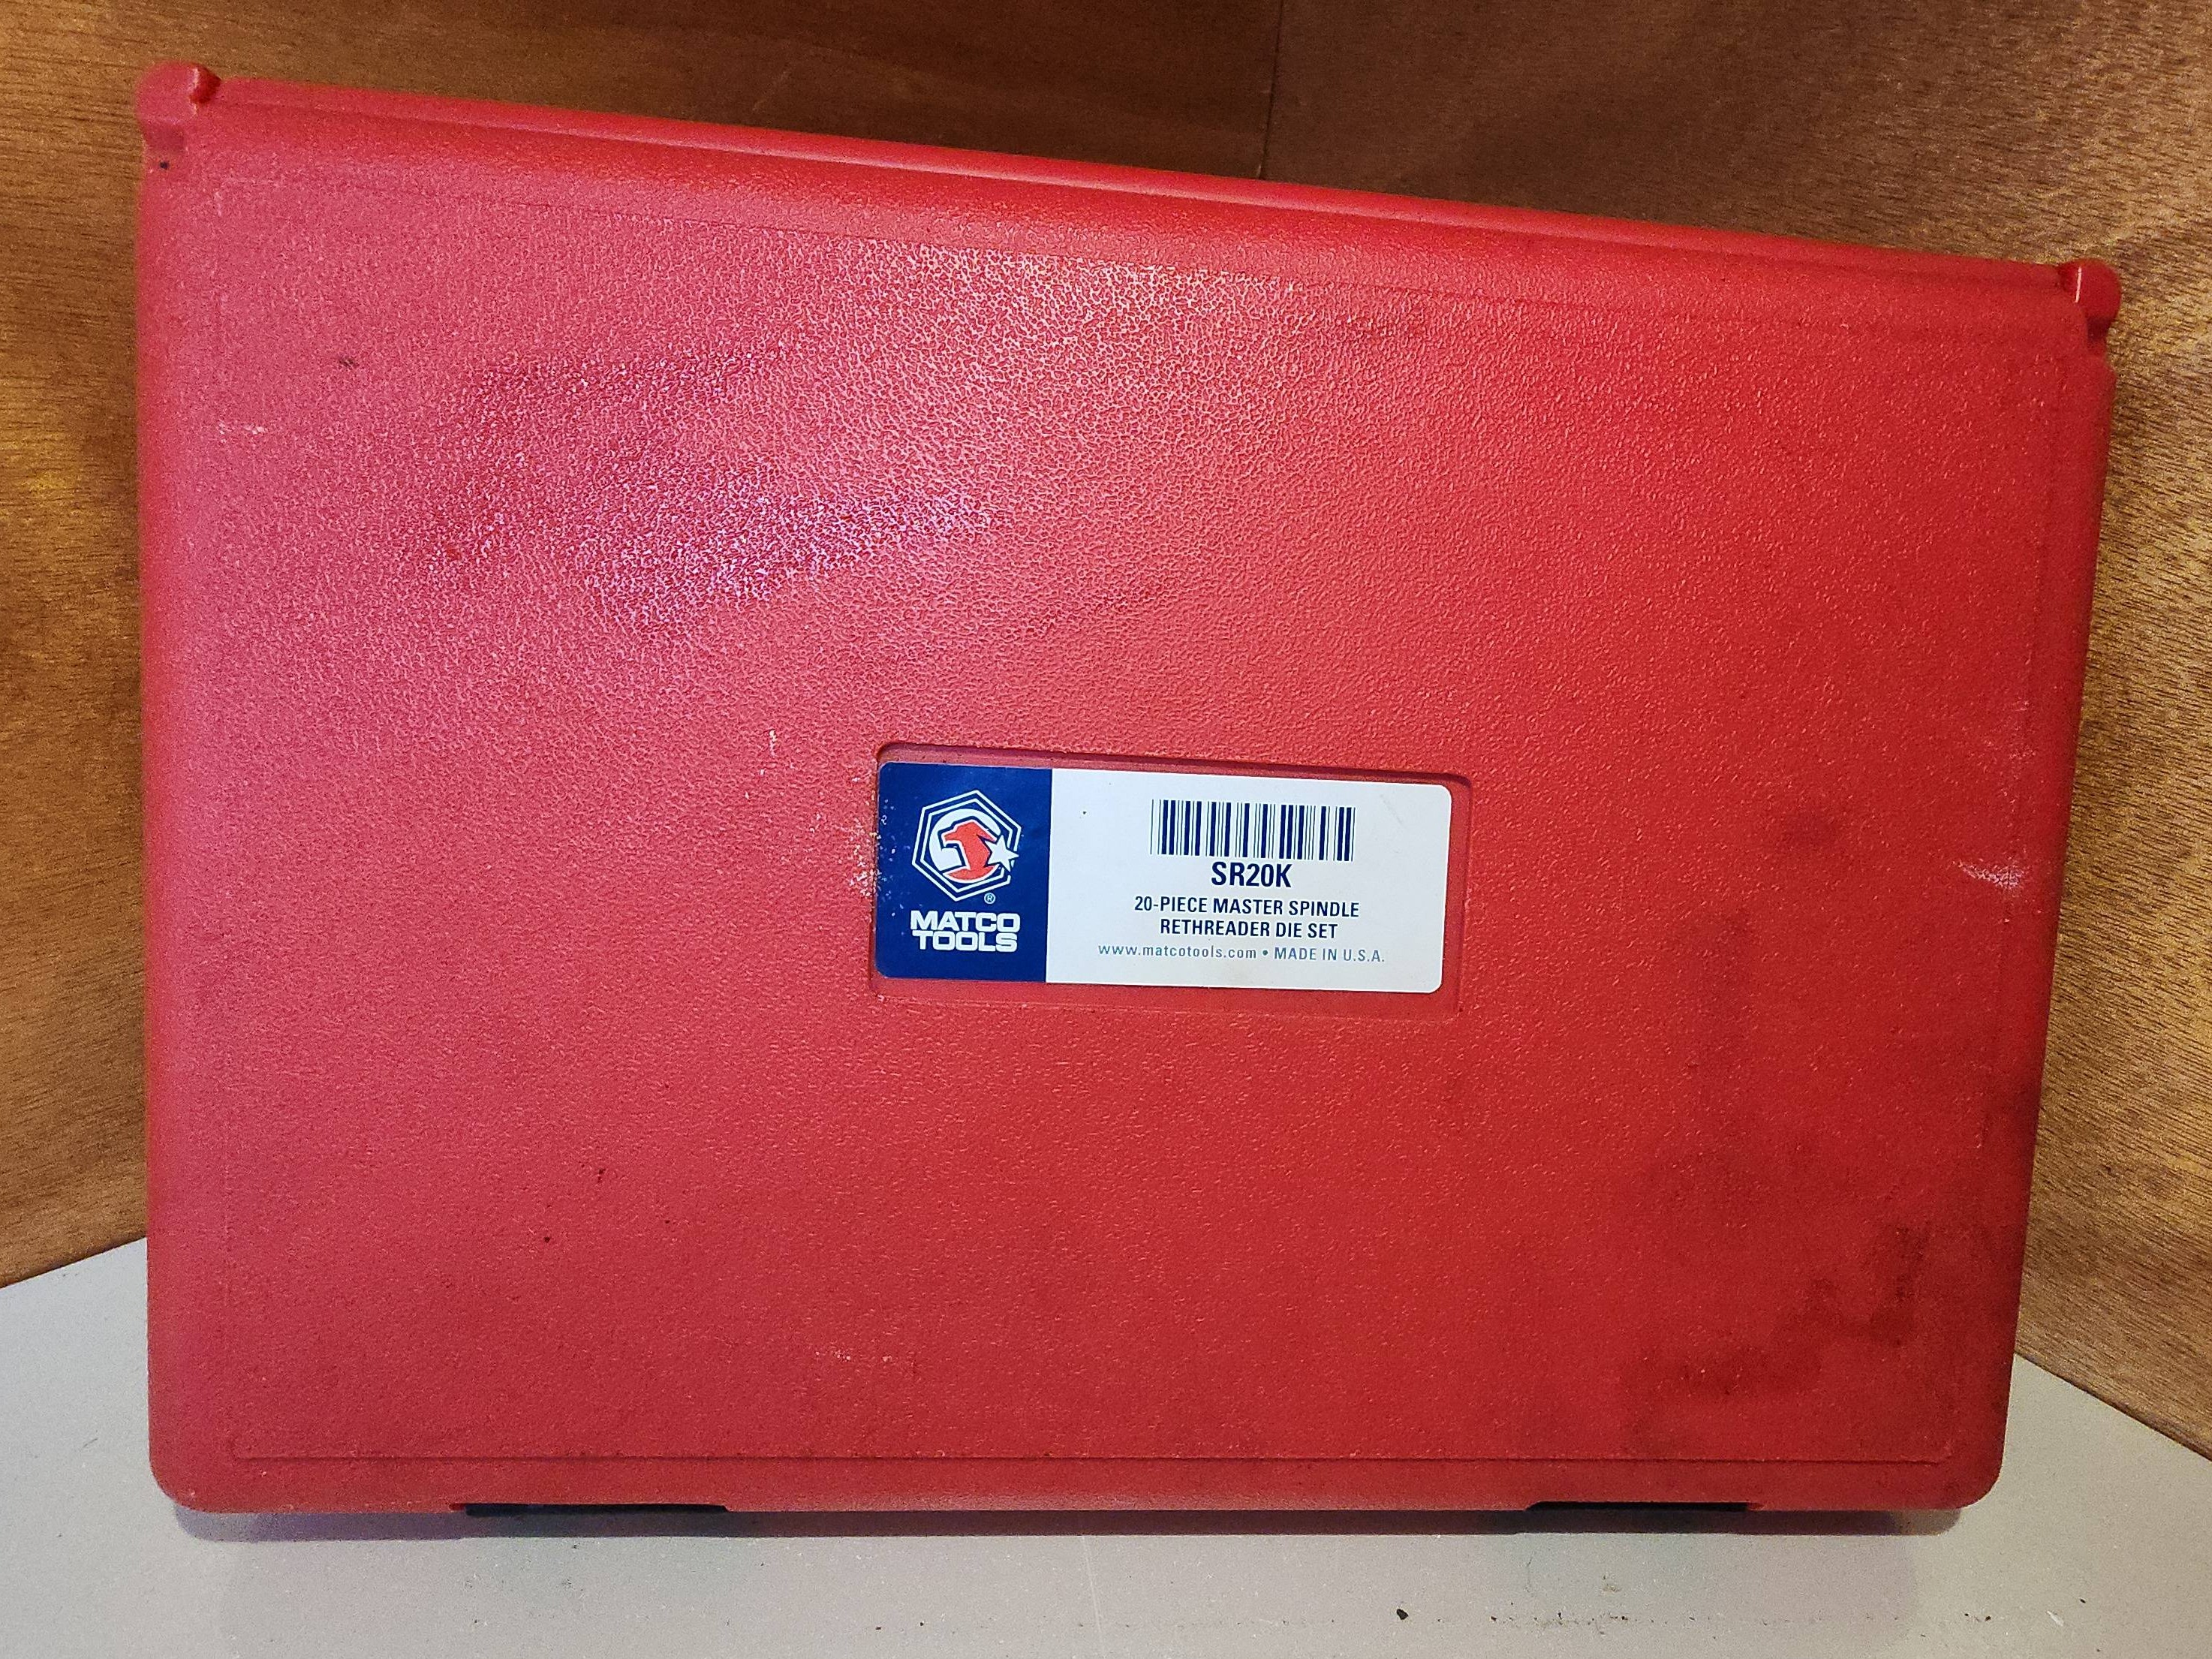 MATCO
TOOLS
®
SR20K
20-PIECE MASTER SPINDLE
RETHREADER DIE SET
www.matcotools.com • MADE IN U.S.A.